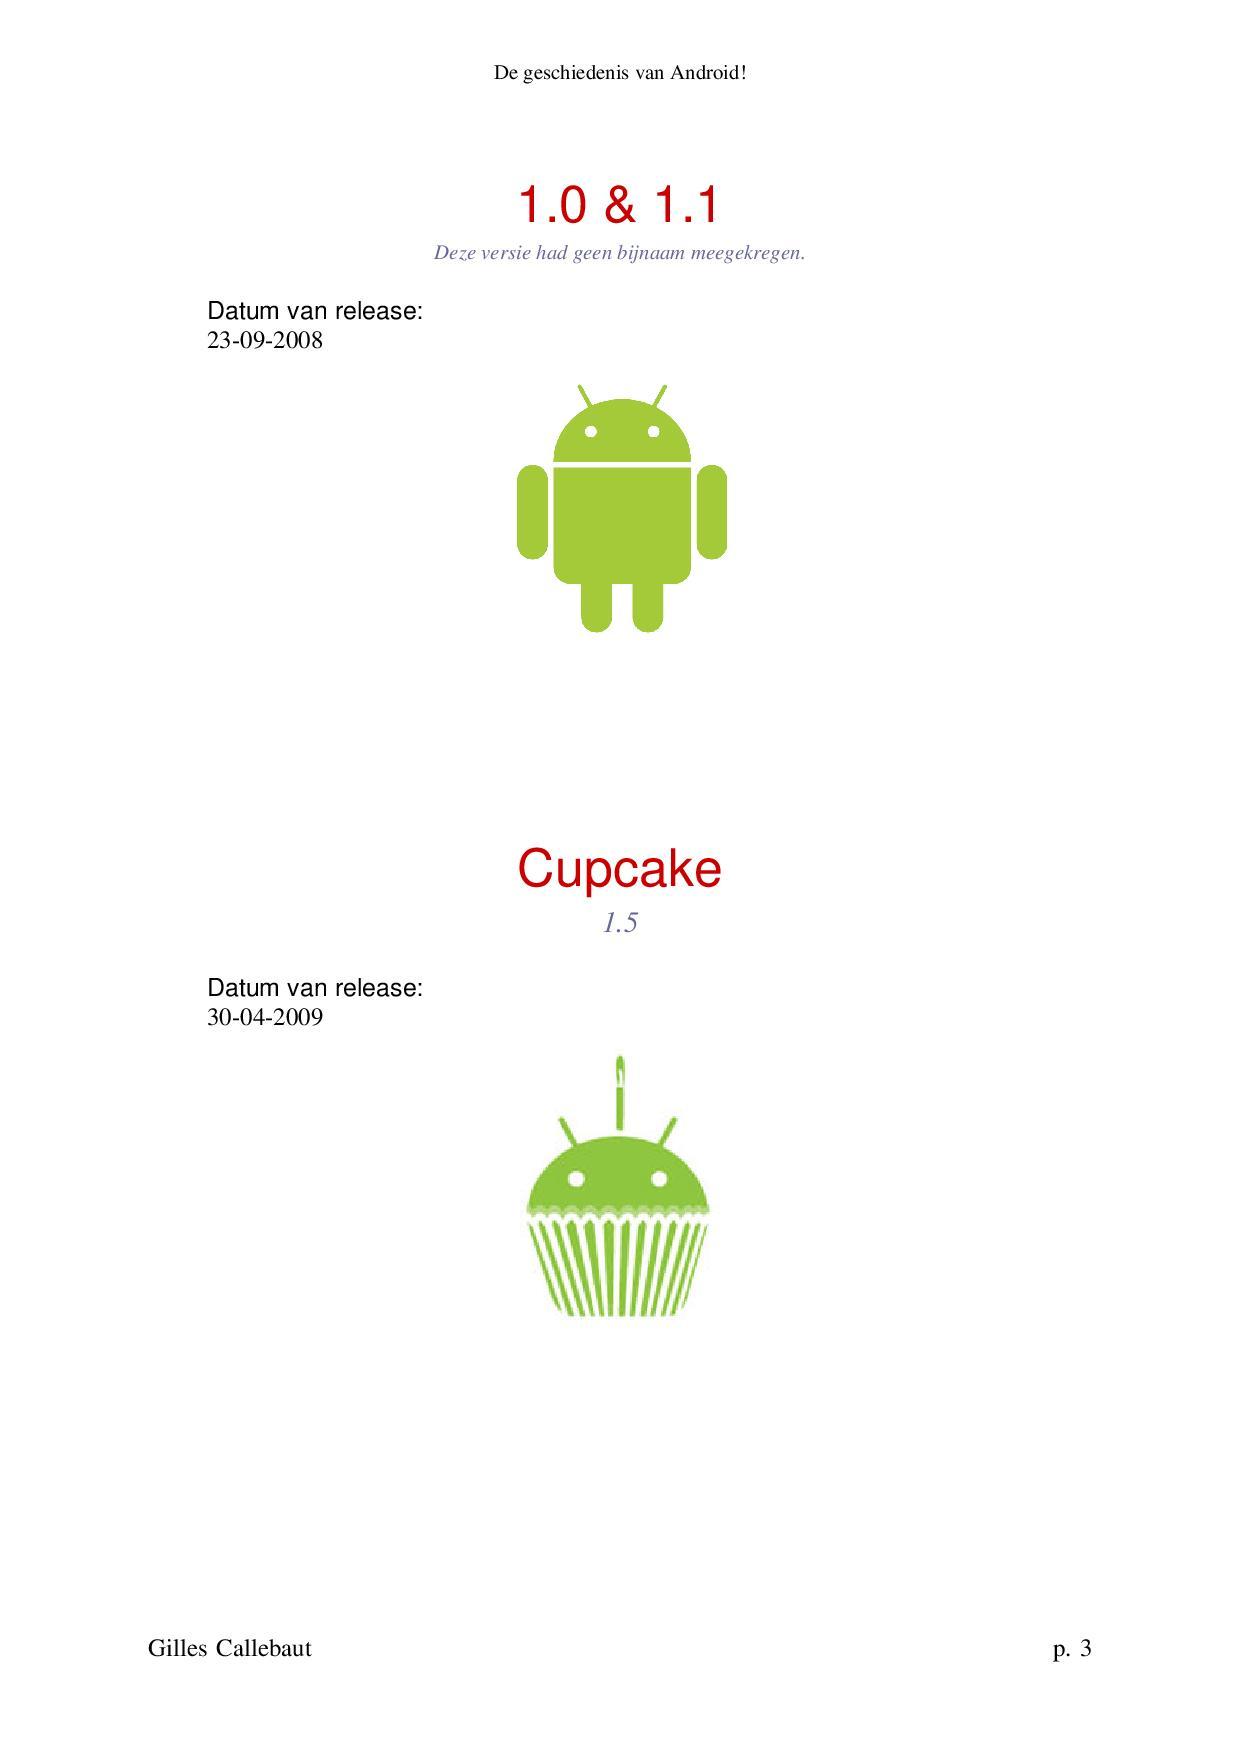 De geschiedenis van Android!
1.0 & 1.1
Deze versie had geen bijnaam meegekregen.
Datum van release:
23-09-2008
Cupcake
1.5
Datum van release:
30-04-2009
Gilles Callebaut p. 3